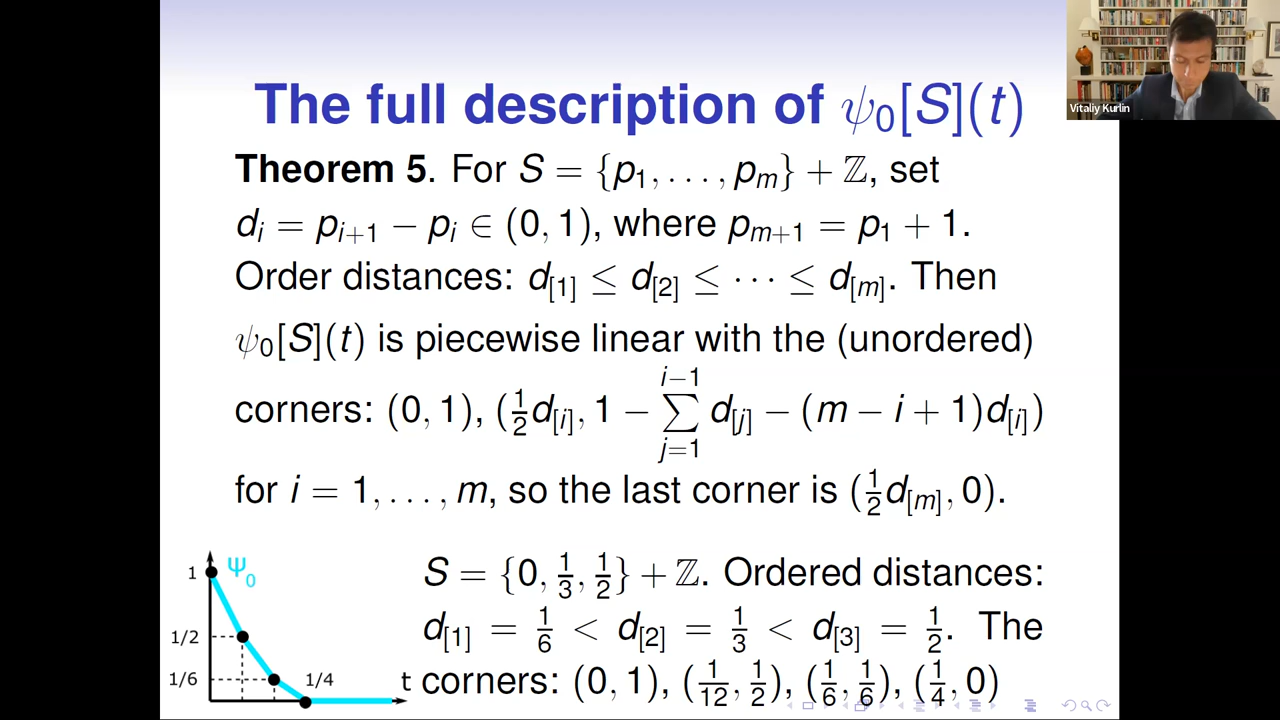 Vitaliy Kurlin
The full description of ψ₀[S](t)
Theorem 5. For S = {p₁, . . . , pₘ} + ℤ, set
dᵢ = pᵢ₊₁ − pᵢ ∈ (0, 1), where pₘ₊₁ = p₁ + 1.
Order distances: d[1] ≤ d[2] ≤ · · · ≤ d[m]. Then
ψ₀[S](t) is piecewise linear with the (unordered)
corners: (0, 1), (½d[i], 1 − ∑_{j=1}^{i−1} d[j] − (m − i + 1)d[i])
for i = 1, . . . , m, so the last corner is (½d[m], 0).
S = {0, 1/3, 1/2} + ℤ. Ordered distances:
d[1] = 1/6 < d[2] = 1/3 < d[3] = 1/2. The
corners: (0, 1), (1/12, 1/2), (1/6, 1/6), (1/4, 0)
1
ψ₀
1/2
1/6
1/4
t